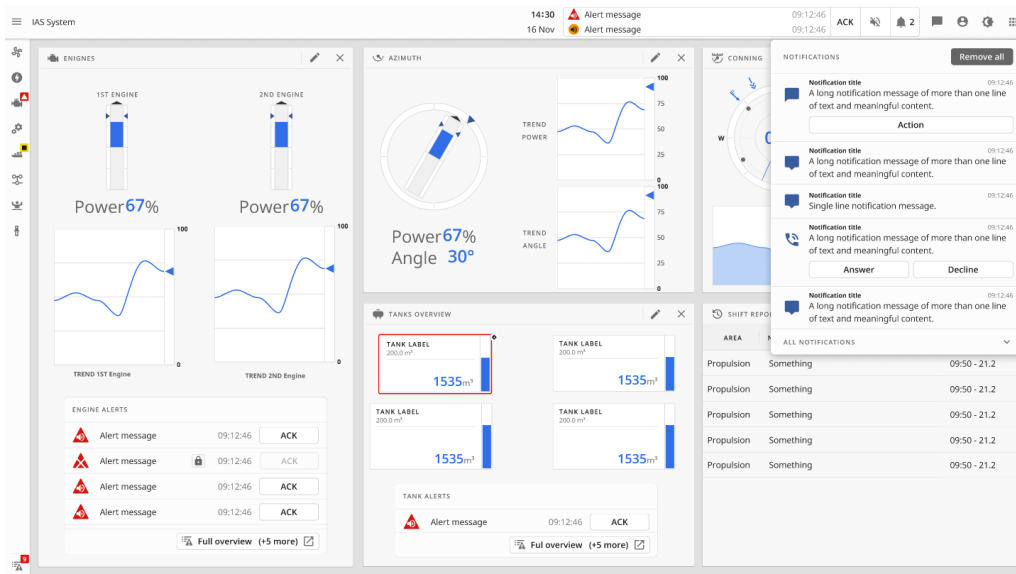 IAS System
14:30
16 Nov
Alert message
09:12:46
Alert message
09:12:46
ACK
2
ENIGNES
1ST ENGINE
2ND ENGINE
Power67%
Power67%
100
0
TREND 1ST Engine
100
0
TREND 2ND Engine
ENGINE ALERTS
Alert message 09:12:46 ACK
Alert message 09:12:46 ACK
Alert message 09:12:46 ACK
Alert message 09:12:46 ACK
Full overview (+5 more)
9
AZIMUTH
Power67%
Angle 30°
TREND
POWER
100
75
50
25
0
TREND
ANGLE
100
75
50
25
0
TANKS OVERVIEW
TANK LABEL
200.0 m³
1535m³
TANK LABEL
200.0 m³
1535m³
TANK LABEL
200.0 m³
1535m³
TANK LABEL
200.0 m³
1535m³
TANK ALERTS
Alert message 09:12:46 ACK
Ful overview (+5 more)
CONNING
W
NOTIFICATIONS
Remove all
Notification title 09:12:46
A long notification message of more than one line
of text and meaningful content.
Action
Notification title 09:12:46
A long notification message of more than one line
of text and meaningful content.
Notification title 09:12:46
Single line notification message.
Notification title 09:12:46
A long notification message of more than one line
of text and meaningful content.
Answer Decline
Notification title 09:12:46
A long notification message of more than one line
of text and meaningful content.
ALL NOTIFICATIONS
SHIFT REPO
AREA
Propulsion Something 09:50 - 21.2
Propulsion Something 09:50 - 21.2
Propulsion Something 09:50 - 21.2
Propulsion Something 09:50 - 21.2
Propulsion Something 09:50 - 21.2